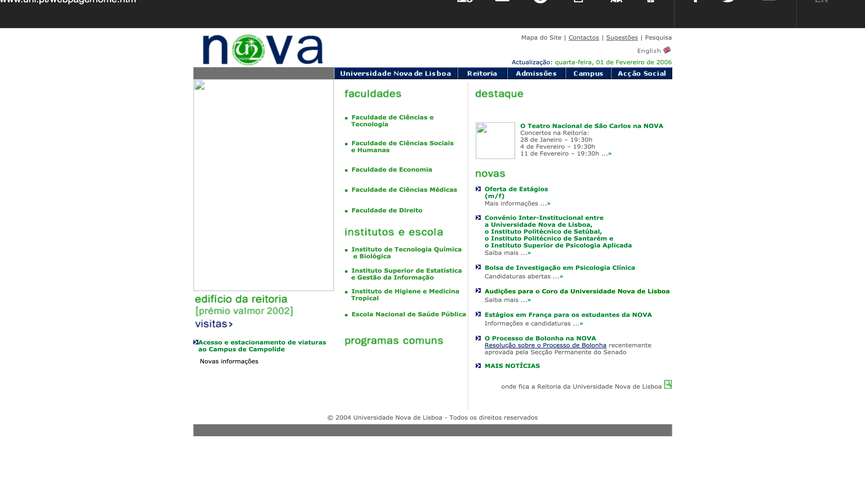 www.unl.pt/webpage/home.htm
EN
nova
Mapa do Site | Contactos | Sugestões | Pesquisa
English
Actualização: quarta-feira, 01 de Fevereiro de 2006
Universidade Nova de Lisboa
Reitoria
Admissões
Campus
Acção Social
edifício da reitoria
[prémio valmor 2002]
visitas>
Acesso e estacionamento de viaturas
ao Campus de Campolide
Novas informações
faculdades
Faculdade de Ciências e
Tecnologia
Faculdade de Ciências Sociais
e Humanas
Faculdade de Economia
Faculdade de Ciências Médicas
Faculdade de Direito
institutos e escola
Instituto de Tecnologia Química
e Biológica
Instituto Superior de Estatística
e Gestão da Informação
Instituto de Higiene e Medicina
Tropical
Escola Nacional de Saúde Pública
programas comuns
destaque
O Teatro Nacional de São Carlos na NOVA
Concertos na Reitoria:
28 de Janeiro – 19:30h
4 de Fevereiro – 19:30h
11 de Fevereiro – 19:30h ...»
novas
Oferta de Estágios
(m/f)
Mais informações ...»
Convénio Inter-Institucional entre
a Universidade Nova de Lisboa,
o Instituto Politécnico de Setúbal,
o Instituto Politécnico de Santarém e
o Instituto Superior de Psicologia Aplicada
Saiba mais ...»
Bolsa de Investigação em Psicologia Clínica
Candidaturas abertas ...»
Audições para o Coro da Universidade Nova de Lisboa
Saiba mais ...»
Estágios em França para os estudantes da NOVA
Informações e candidaturas ...»
O Processo de Bolonha na NOVA
Resolução sobre o Processo de Bolonha recentemente
aprovada pela Secção Permanente do Senado
MAIS NOTÍCIAS
onde fica a Reitoria da Universidade Nova de Lisboa
© 2004 Universidade Nova de Lisboa - Todos os direitos reservados